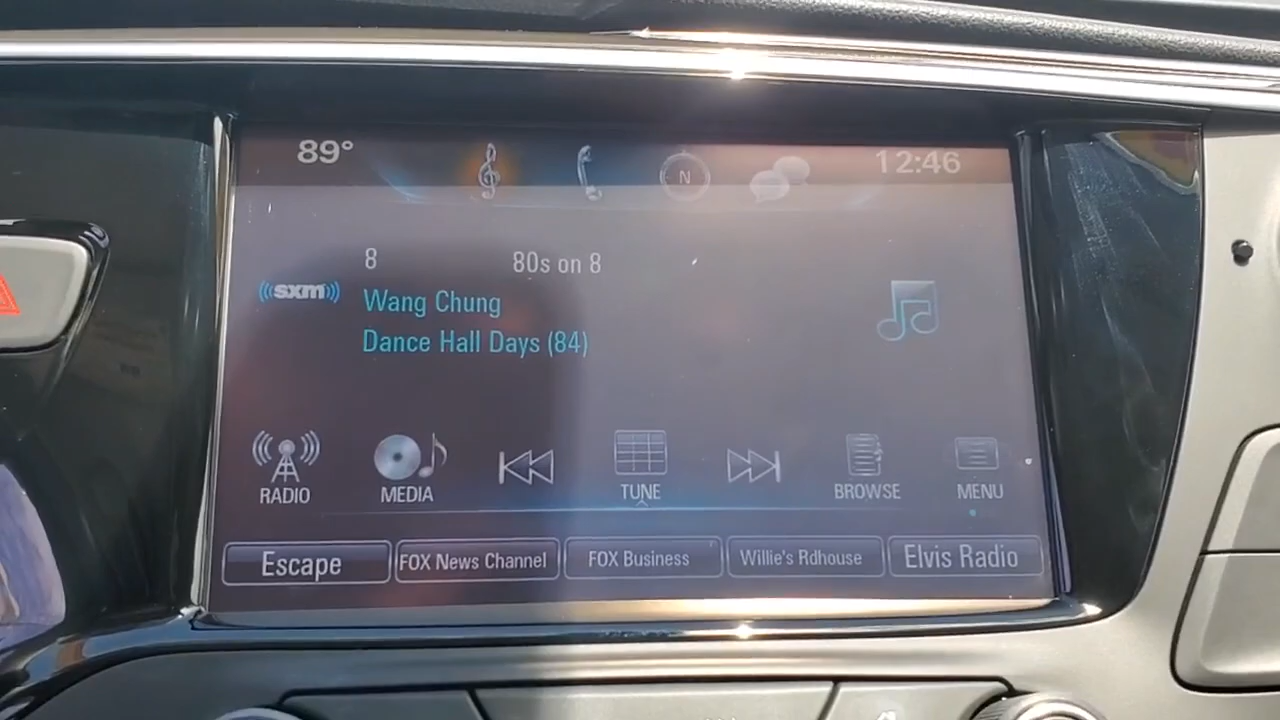 89° N 12:46
8 80s on 8
((sxm))
Wang Chung
Dance Hall Days (84)
RADIO MEDIA TUNE BROWSE MENU
Escape FOX News Channel FOX Business Willie's Rdhouse Elvis Radio